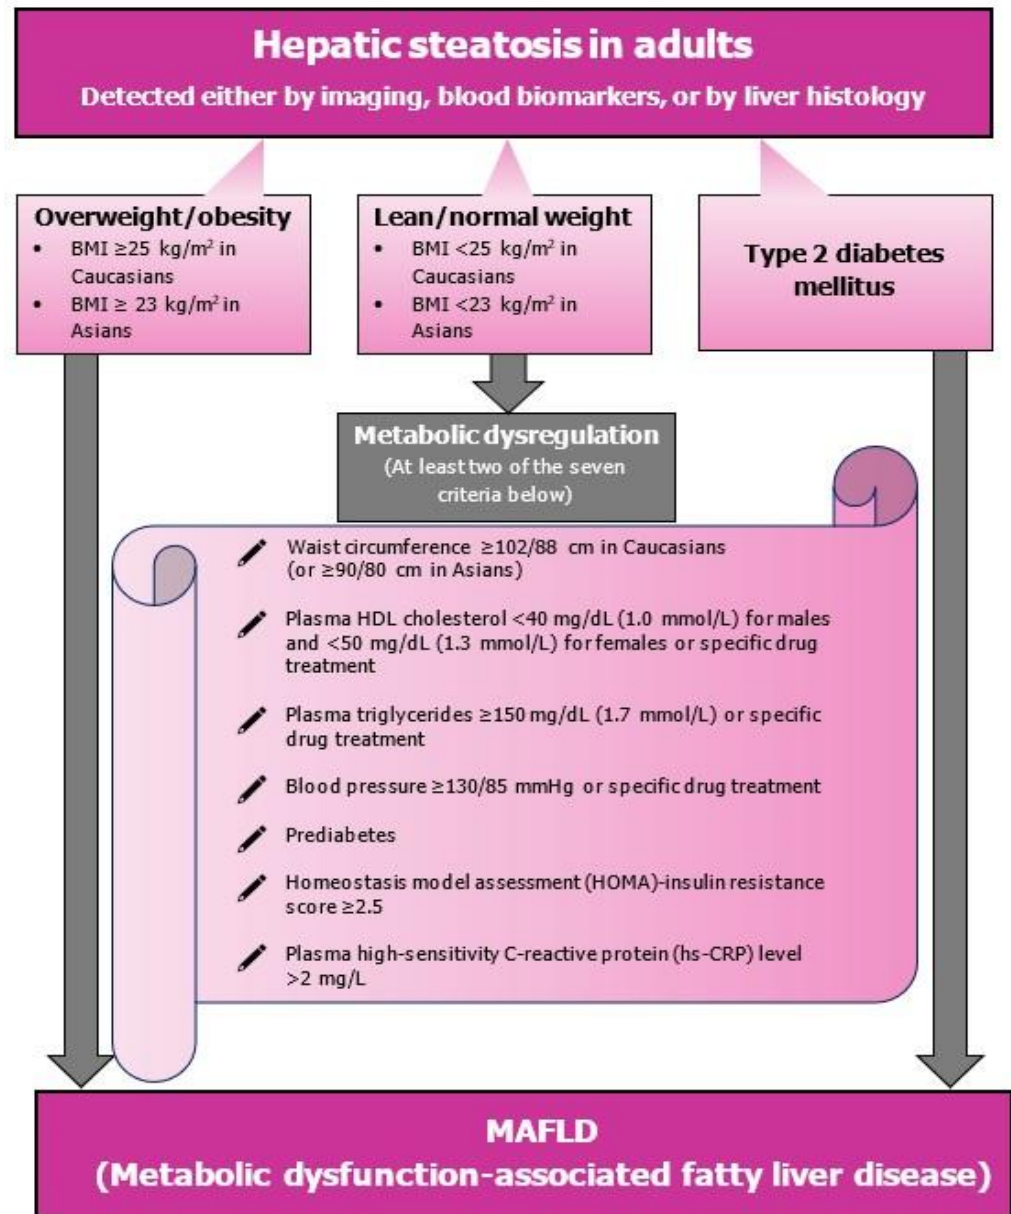 Hepatic steatosis in adults
Detected either by imaging, blood biomarkers, or by liver histology
Overweight/obesity
• BMI ≥25 kg/m² in
Caucasians
• BMI ≥ 23 kg/m² in
Asians
Lean/normal weight
• BMI <25 kg/m² in
Caucasians
• BMI <23 kg/m² in
Asians
Type 2 diabetes
mellitus
Metabolic dysregulation
(At least two of the seven
criteria below)
Waist circumference ≥102/88 cm in Caucasians
(or ≥90/80 cm in Asians)
Plasma HDL cholesterol <40 mg/dL (1.0 mmol/L) for males
and <50 mg/dL (1.3 mmol/L) for females or specific drug
treatment
Plasma triglycerides ≥150 mg/dL (1.7 mmol/L) or specific
drug treatment
Blood pressure ≥130/85 mmHg or specific drug treatment
Prediabetes
Homeostasis model assessment (HOMA)-insulin resistance
score ≥2.5
Plasma high-sensitivity C-reactive protein (hs-CRP) level
>2 mg/L
MAFLD
(Metabolic dysfunction-associated fatty liver disease)